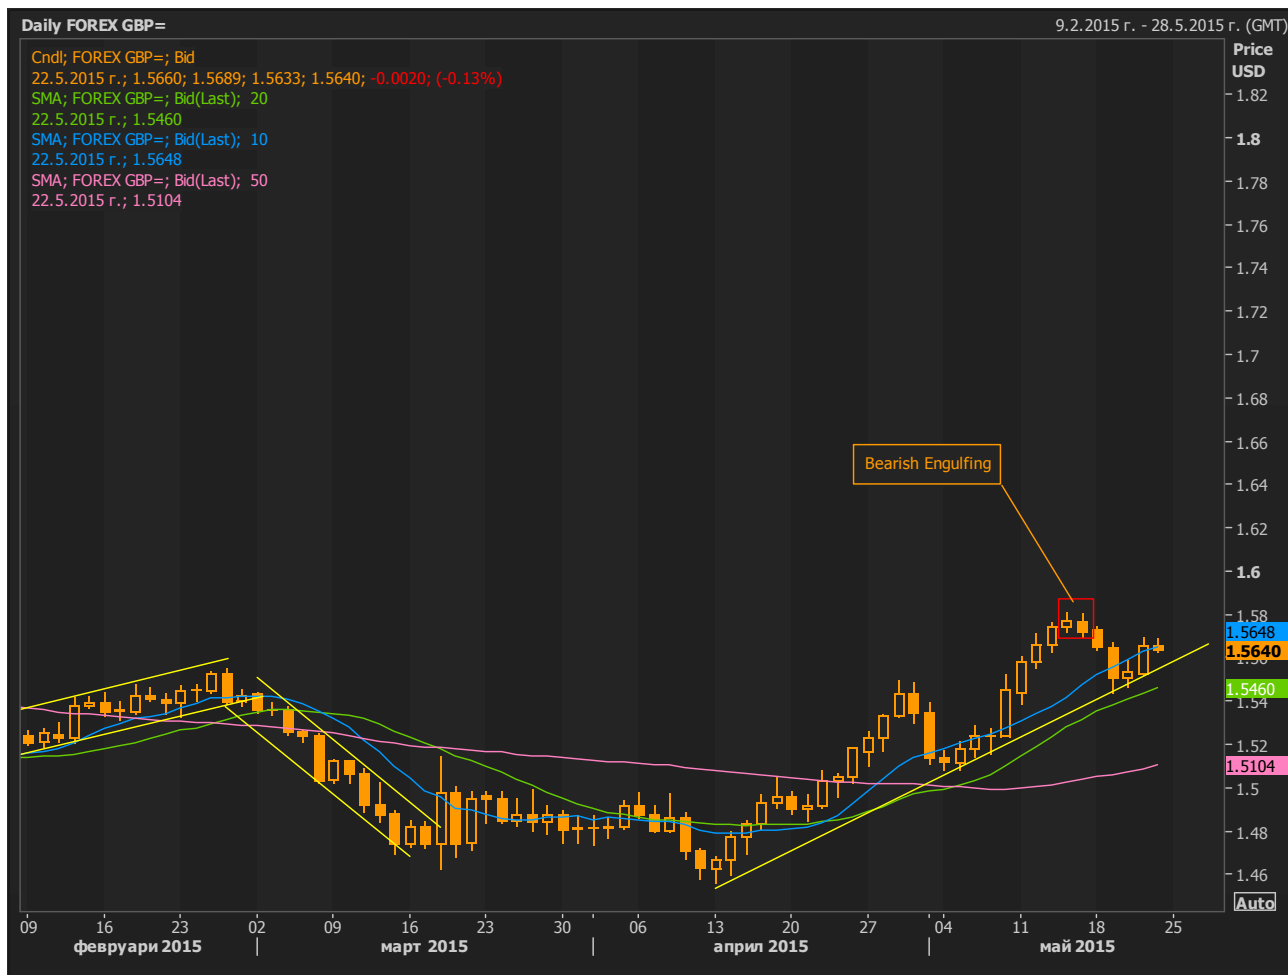 Daily FOREX GBP=
9.2.2015 г. - 28.5.2015 г. (GMT)
Price
USD
Cndl; FOREX GBP=; Bid
22.5.2015 г.; 1.5660; 1.5689; 1.5633; 1.5640; -0.0020; (-0.13%)
SMA; FOREX GBP=; Bid(Last); 20
22.5.2015 г.; 1.5460
SMA; FOREX GBP=; Bid(Last); 10
22.5.2015 г.; 1.5648
SMA; FOREX GBP=; Bid(Last); 50
22.5.2015 г.; 1.5104
1.82
1.8
1.78
1.76
1.74
1.72
1.7
1.68
1.66
Bearish Engulfing
1.64
1.62
1.6
1.58
1.5648
1.5640
1.56
1.5460
1.54
1.52
1.5104
1.5
1.48
1.46
Auto
09 16 23 02 09 16 23 30 06 13 20 27 04 11 18 25
февруари 2015 март 2015 април 2015 май 2015